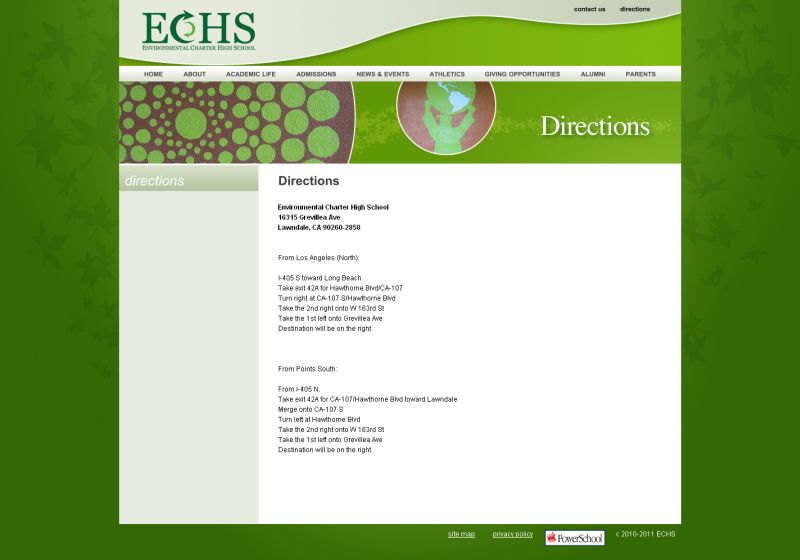 contact us directions
ECHS
ENVIRONMENTAL CHARTER HIGH SCHOOL
HOME ABOUT ACADEMIC LIFE ADMISSIONS NEWS & EVENTS ATHLETICS GIVING OPPORTUNITIES ALUMNI PARENTS
Directions
directions
Directions
Environmental Charter High School
16315 Grevillea Ave
Lawndale, CA 90260-2858
From Los Angeles (North):
I-405 S toward Long Beach
Take exit 42A for Hawthorne Blvd/CA-107
Turn right at CA-107 S/Hawthorne Blvd
Take the 2nd right onto W 163rd St
Take the 1st left onto Grevillea Ave
Destination will be on the right
From Points South:
From I-405 N.
Take exit 42A for CA-107/Hawthorne Blvd toward Lawndale
Merge onto CA-107 S
Turn left at Hawthorne Blvd
Take the 2nd right onto W 163rd St
Take the 1st left onto Grevillea Ave
Destination will be on the right
site map privacy policy PowerSchool c.2010-2011 ECHS